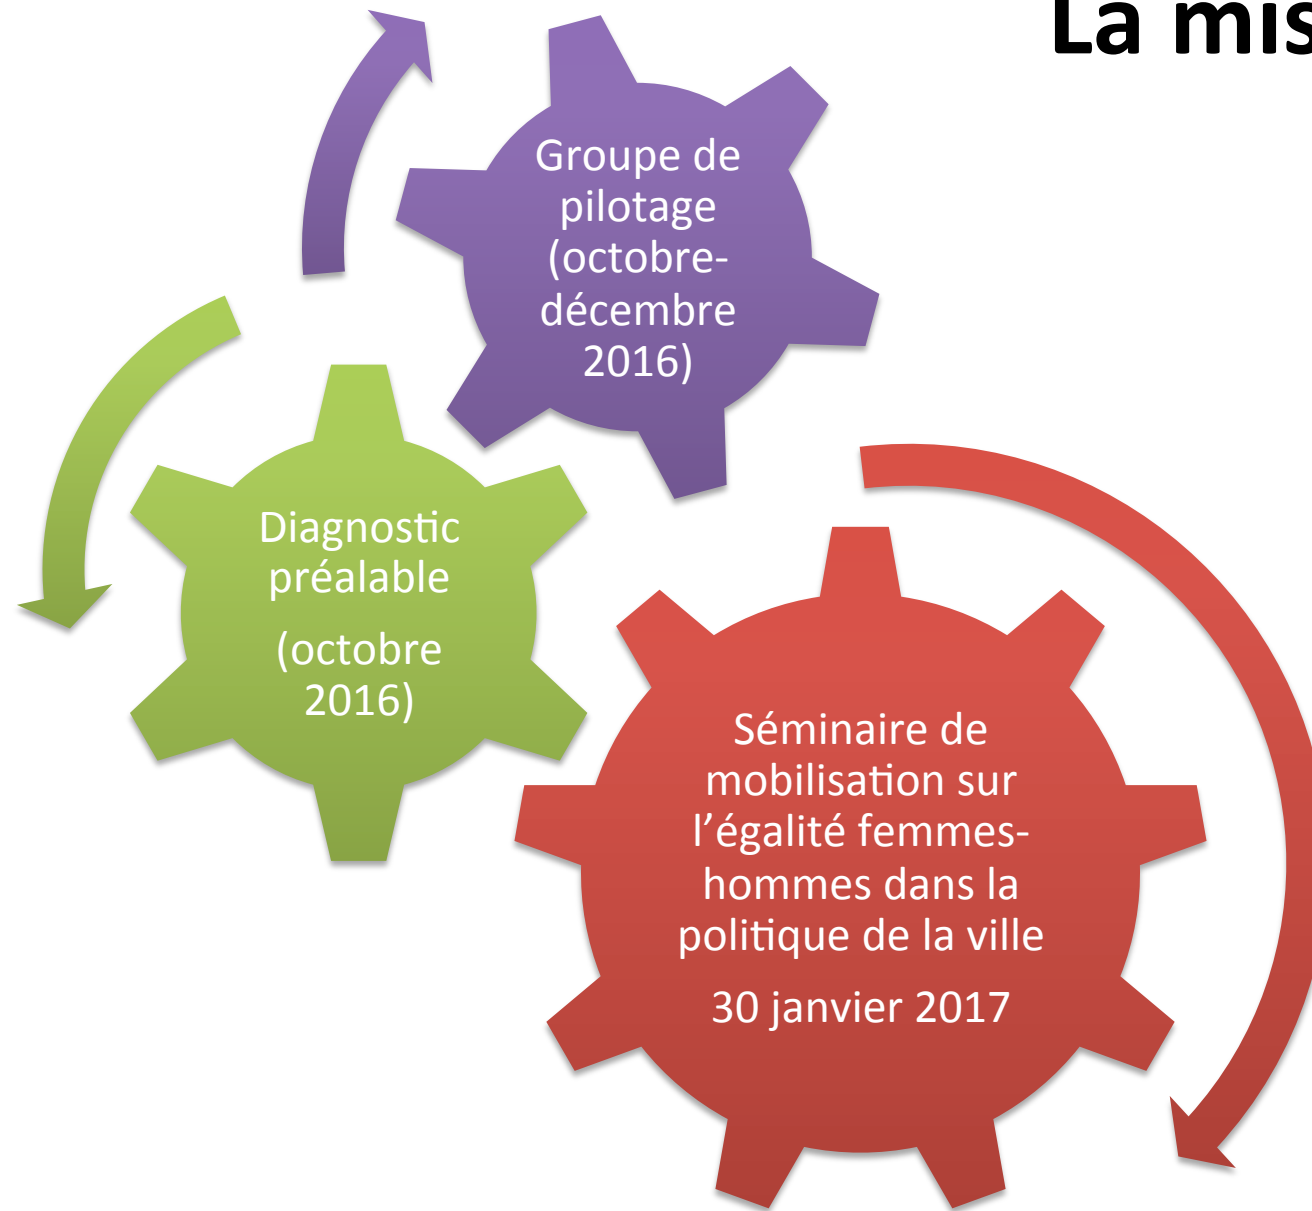 La mis
Groupe de
pilotage
(octobre-
décembre
2016)
Diagnostic
préalable
(octobre
2016)
Séminaire de
mobilisation sur
l’égalité femmes-
hommes dans la
politique de la ville
30 janvier 2017